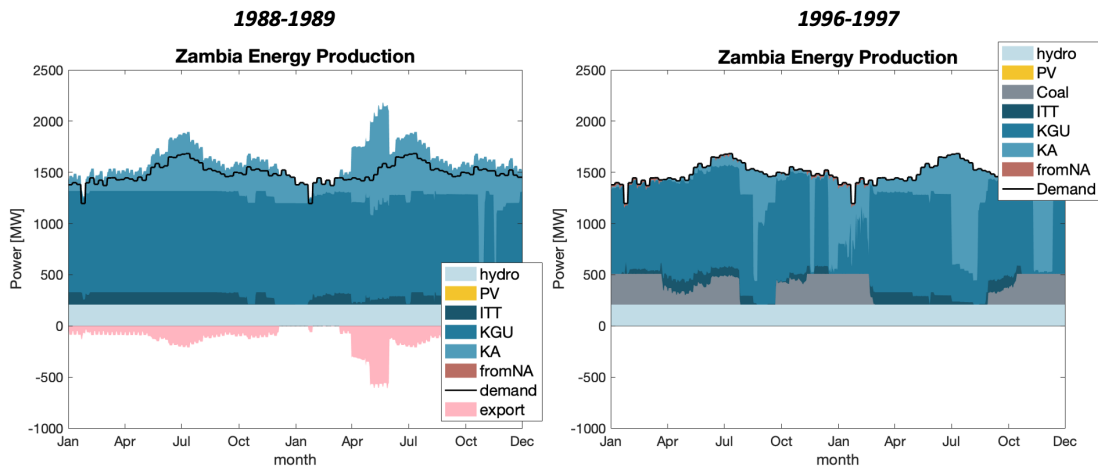 1988-1989
Zambia Energy Production
2500
2000
1500
1000
500
0
-500
-1000
Power [MW]
Jan Apr Jul Oct Jan Apr Jul Oct Dec
month
hydro
PV
ITT
KGU
KA
fromNA
demand
export
1996-1997
Zambia Energy Production
2500
2000
1500
1000
500
0
-500
-1000
Power [MW]
Jan Apr Jul Oct Jan Apr Jul Oct Dec
month
hydro
PV
Coal
ITT
KGU
KA
fromNA
Demand